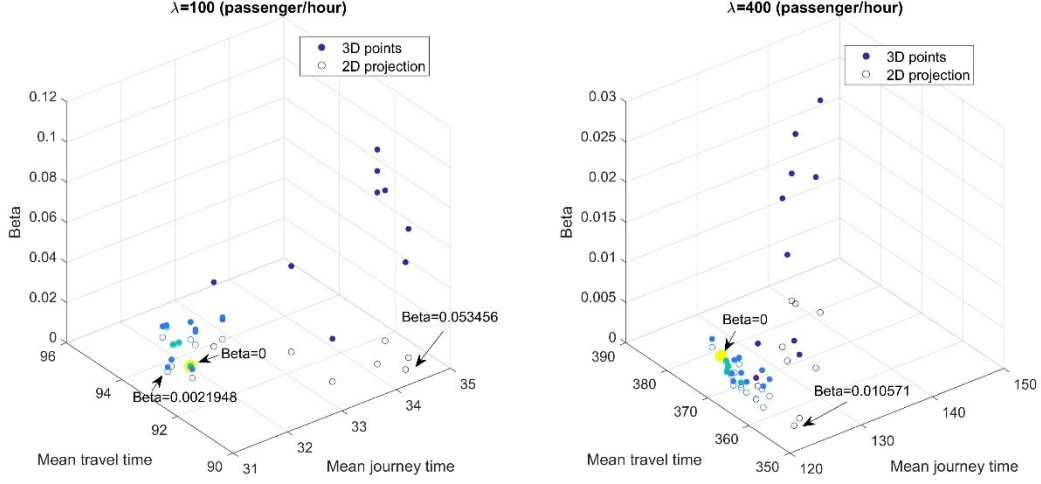 λ=100 (passenger/hour)
3D points
2D projection
0.12
0.1
0.08
0.06
0.04
0.02
0
Beta
Beta=0.053456
Beta=0
Beta=0.0021948
96
94
92
90
Mean travel time
31
32
33
34
35
Mean journey time
λ=400 (passenger/hour)
3D points
2D projection
0.03
0.025
0.02
0.015
0.01
0.005
0
Beta
Beta=0
Beta=0.010571
390
380
370
360
350
Mean travel time
120
130
140
150
Mean journey time